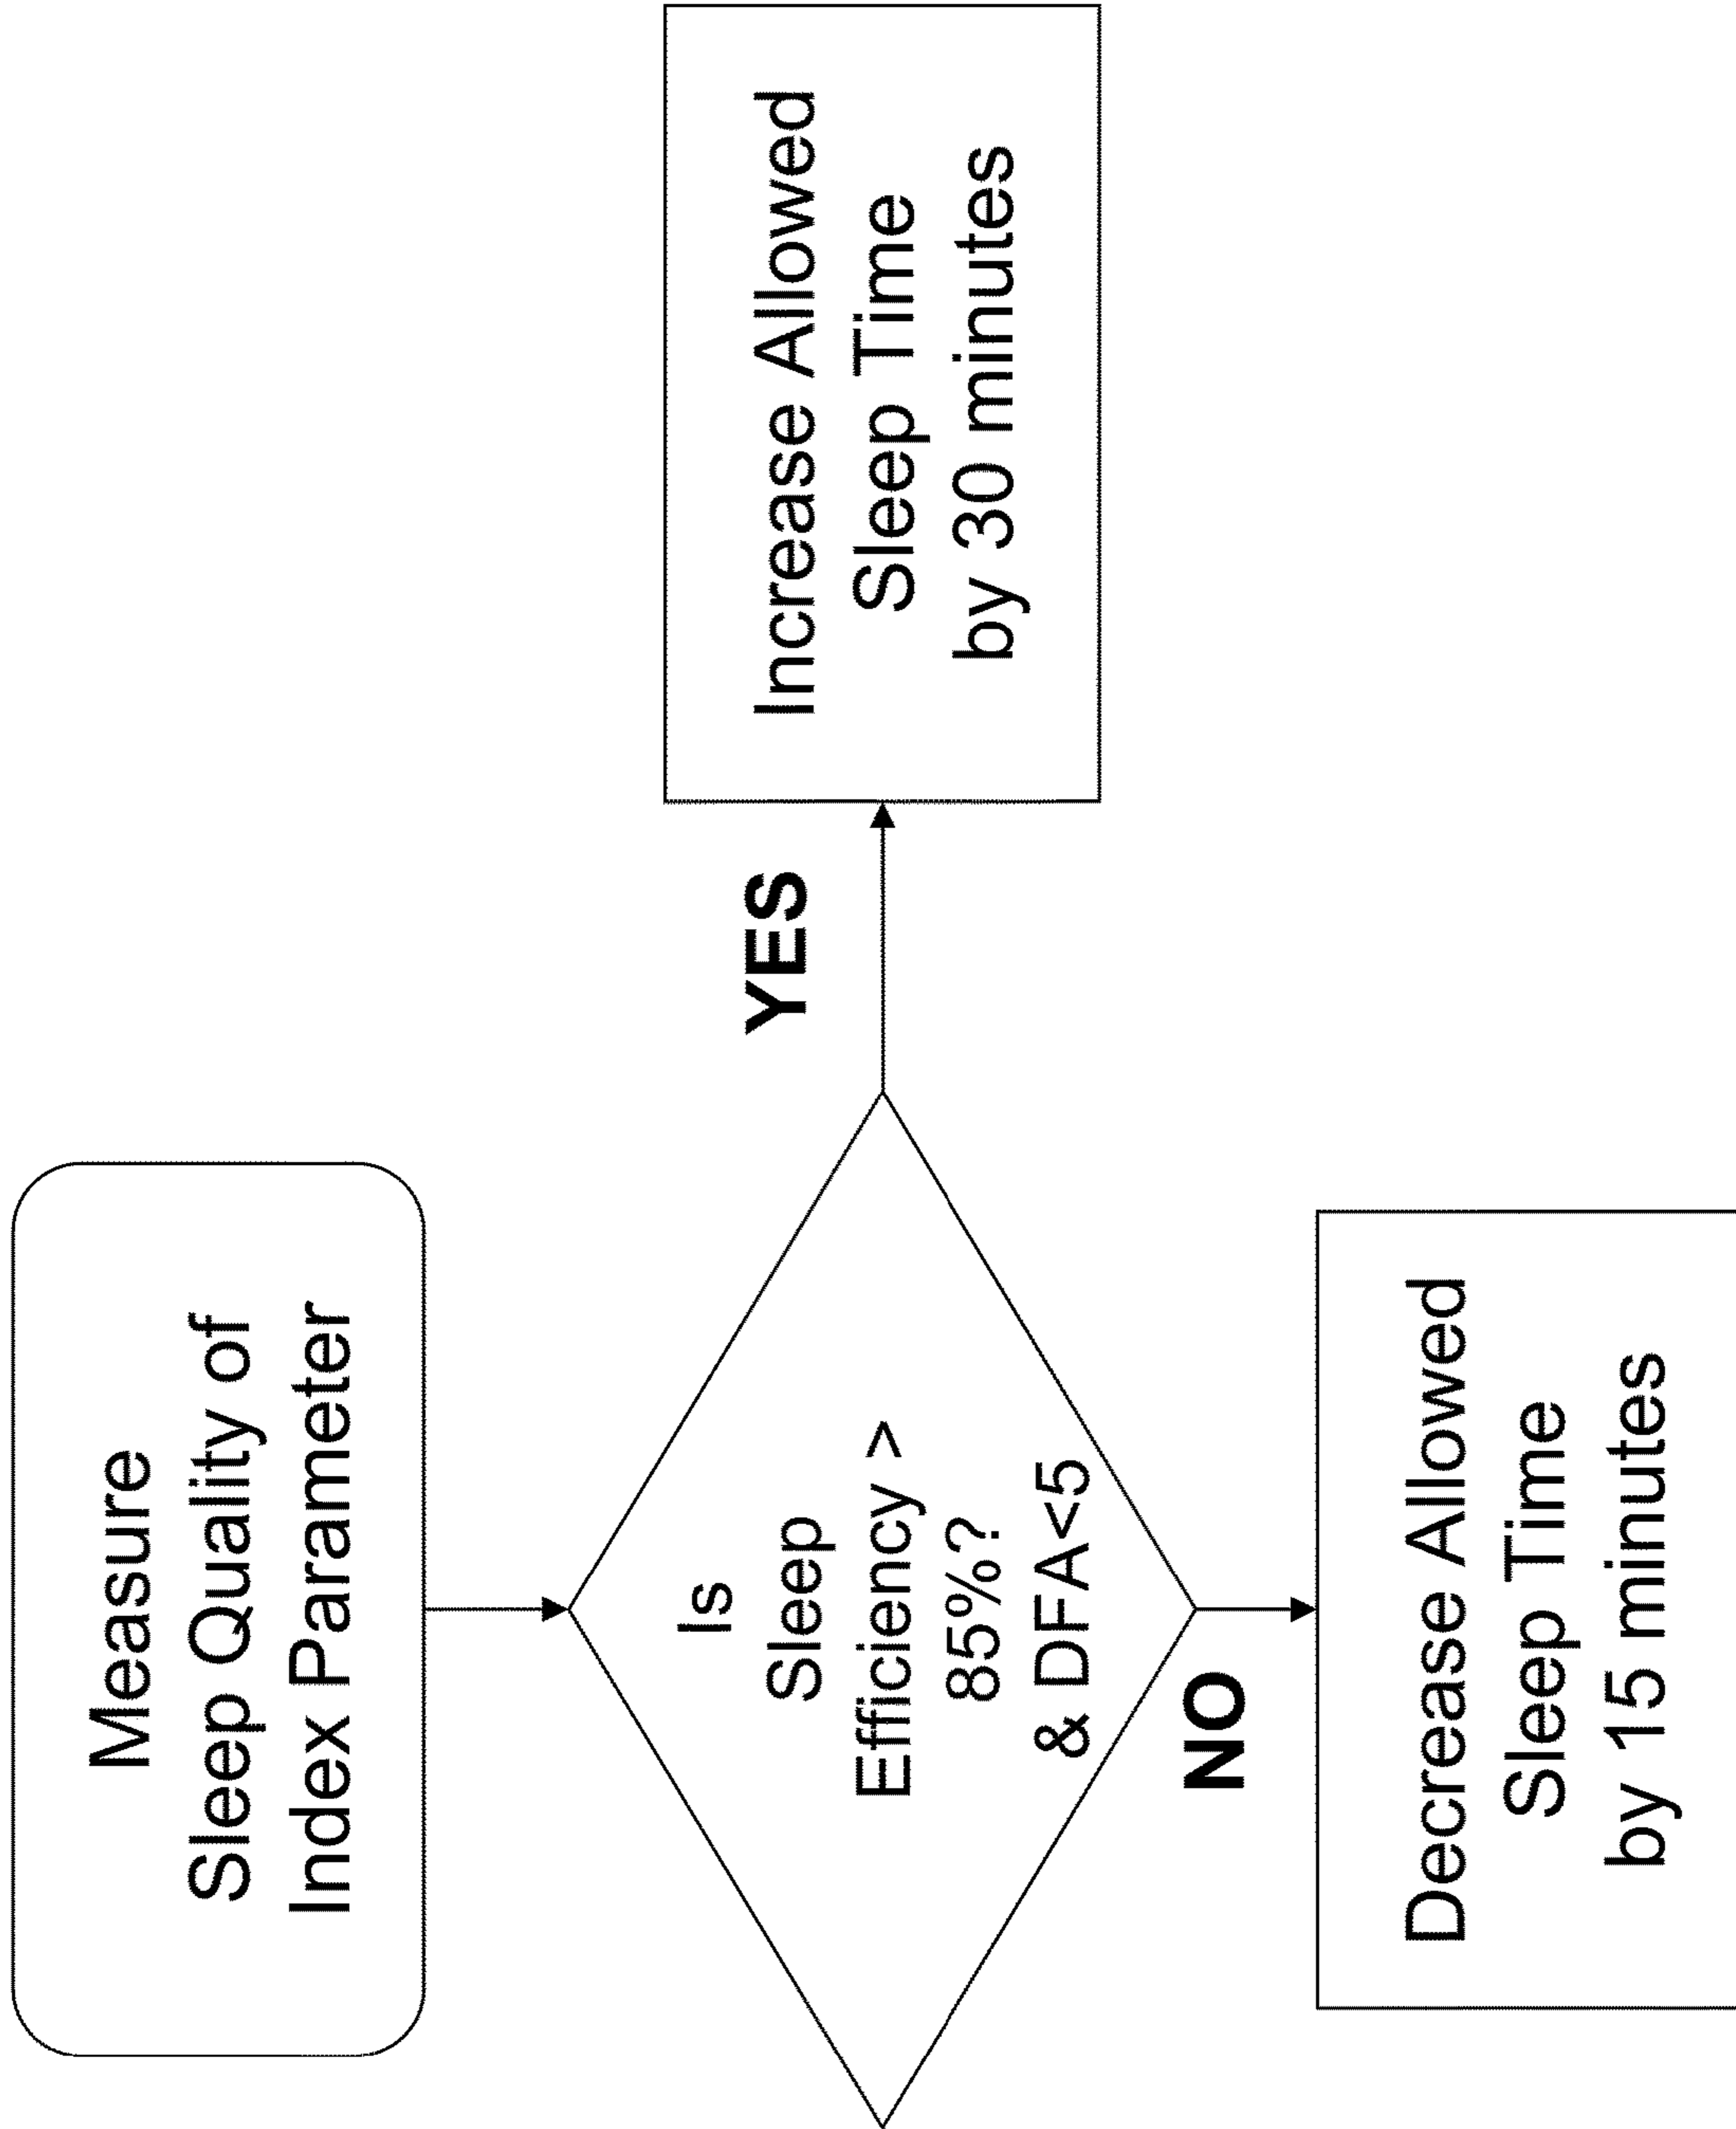 Measure
Sleep Quality of
Index Parameter
Is
Sleep
Efficiency >
85%?
& DFA<5
YES
Increase Allowed
Sleep Time
by 30 minutes
NO
Decrease Allowed
Sleep Time
by 15 minutes